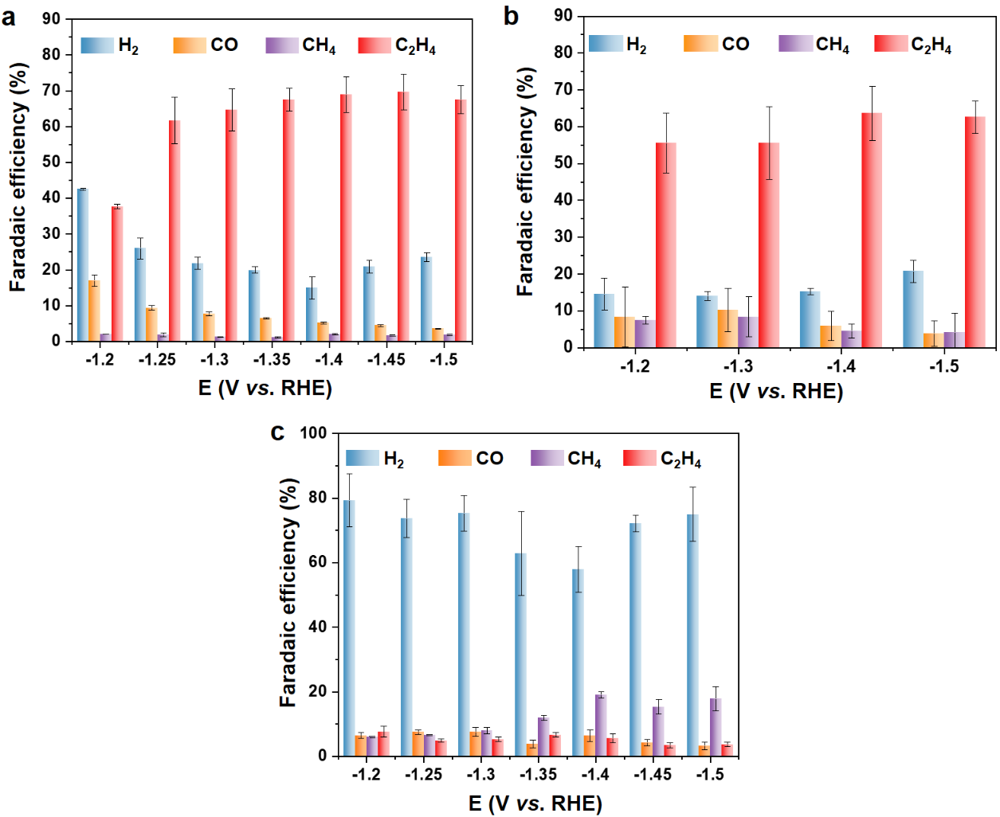 a
90
80
70
60
50
40
30
20
10
0
Faradaic efficiency (%)
H₂ CO CH₄ C₂H₄
-1.2 -1.25 -1.3 -1.35 -1.4 -1.45 -1.5
E (V vs. RHE)
b
90
80
70
60
50
40
30
20
10
0
Faradaic efficiency (%)
H₂ CO CH₄ C₂H₄
-1.2 -1.3 -1.4 -1.5
E (V vs. RHE)
c
100
80
60
40
20
0
Faradaic efficiency (%)
H₂ CO CH₄ C₂H₄
-1.2 -1.25 -1.3 -1.35 -1.4 -1.45 -1.5
E (V vs. RHE)